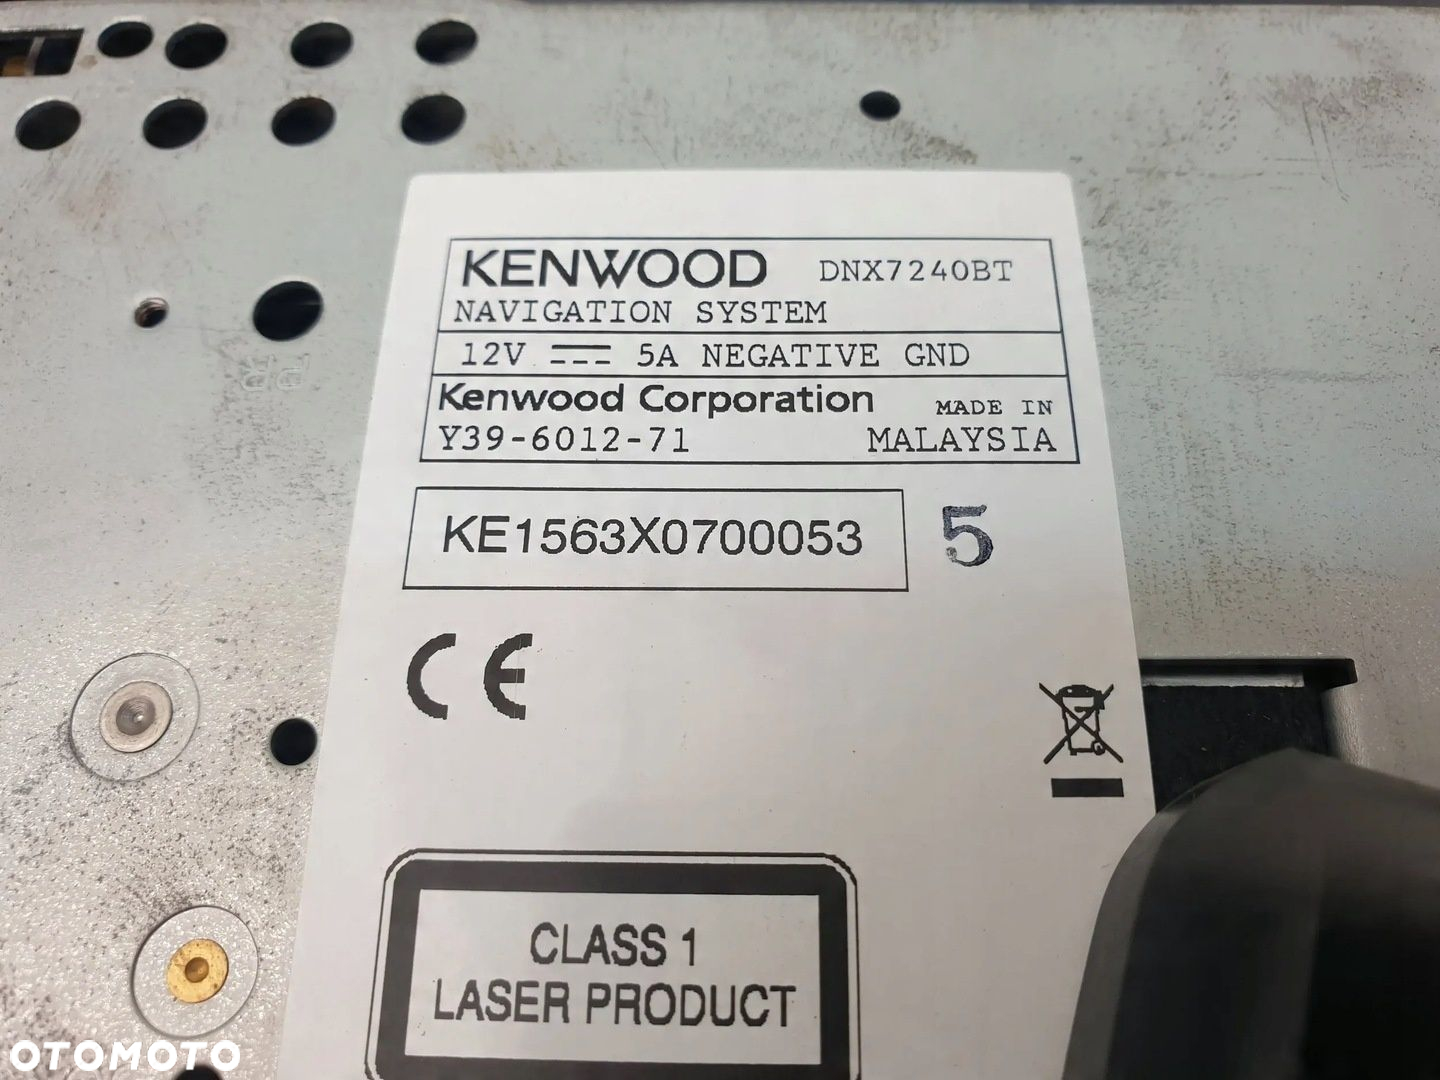 KENWOOD DNX7240BT
NAVIGATION SYSTEM
12V 5A NEGATIVE GND
Kenwood Corporation MADE IN
Y39-6012-71 MALAYSIA
KE1563X0700053 5
CE
CLASS 1
LASER PRODUCT
OTOMOTO